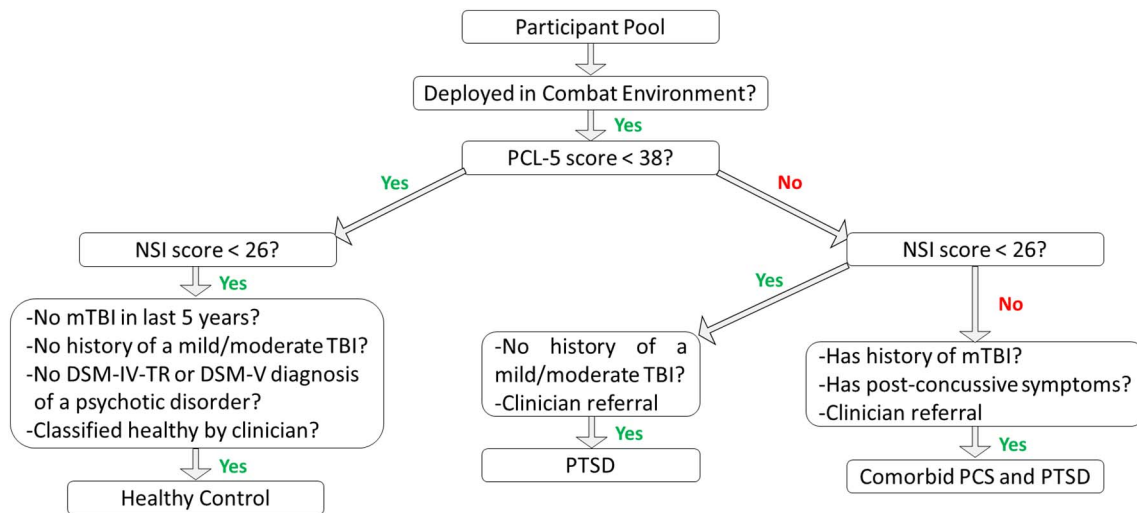 Participant Pool
Deployed in Combat Environment?
Yes
PCL-5 score < 38?
Yes
No
NSI score < 26?
NSI score < 26?
Yes
Yes
No
-No mTBI in last 5 years?
-No history of a mild/moderate TBI?
-No DSM-IV-TR or DSM-V diagnosis
of a psychotic disorder?
-Classified healthy by clinician?
-No history of a
mild/moderate TBI?
-Clinician referral
-Has history of mTBI?
-Has post-concussive symptoms?
-Clinician referral
Yes
Yes
Yes
Healthy Control
PTSD
Comorbid PCS and PTSD